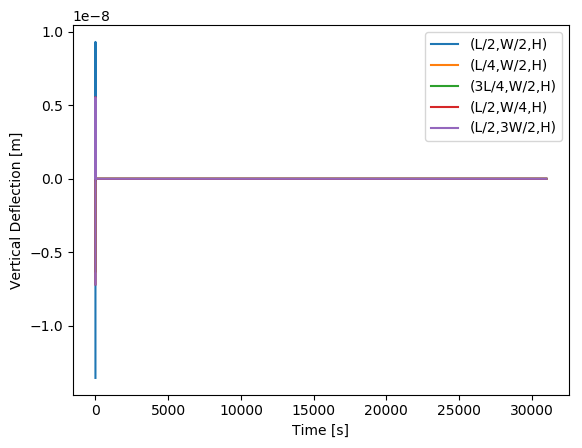 1e−8
1.0
0.5
0.0
−0.5
−1.0
Vertical Deflection [m]
(L/2,W/2,H)
(L/4,W/2,H)
(3L/4,W/2,H)
(L/2,W/4,H)
(L/2,3W/2,H)
0 5000 10000 15000 20000 25000 30000
Time [s]